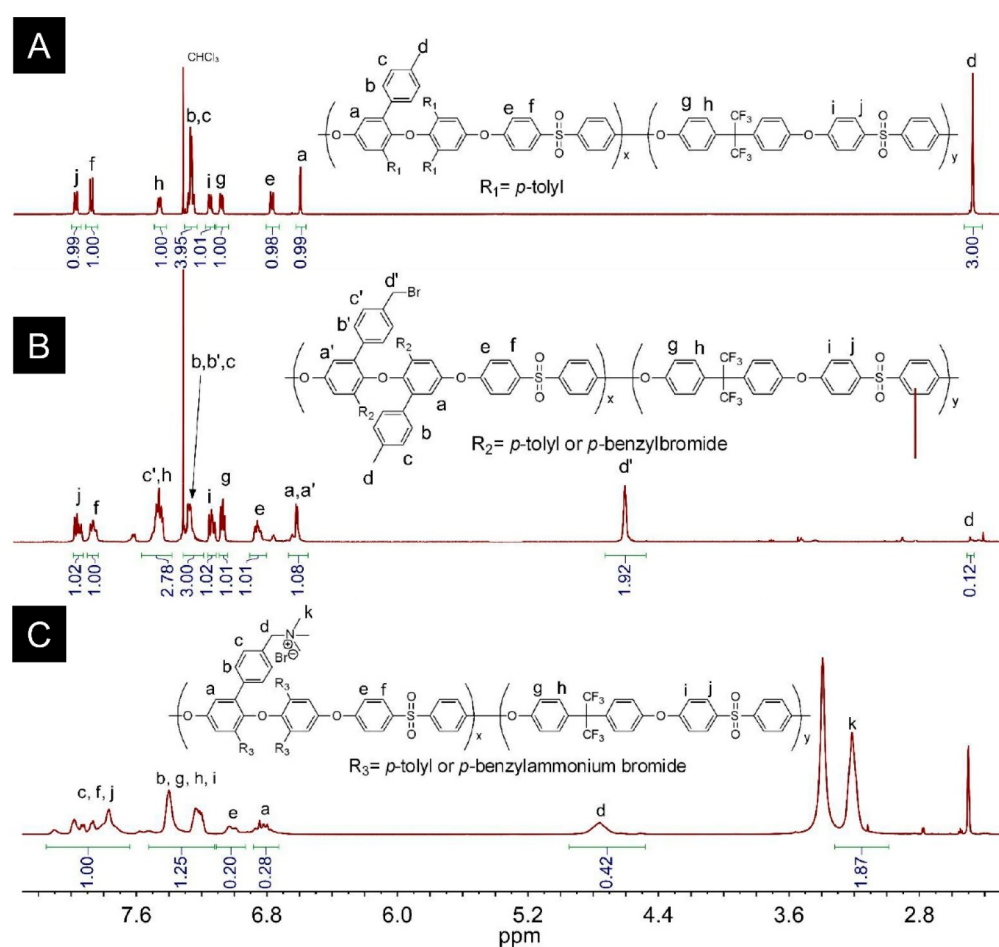 A
CHCl₃
d
c
b
a
R₁
R₁
R₁
O
O
O
e f
O
S
O
x
g h
O
F₃C
CF₃
O
i j
O
S
O
y
R₁= p-tolyl
j
f
h
b,c
i
g
e
a
d
0.99
1.00
1.00
3.95
1.01
1.00
0.98
0.99
3.00
B
d'
Br
c'
b'
a'
R₂
R₂
O
O
O
a
b
c
d
e f
O
S
O
x
g h
O
CF₃
CF₃
O
i j
O
S
O
y
R₂= p-tolyl or p-benzylbromide
b,b',c
j
f
c',h
i
g
e
a,a'
d'
d
1.02
1.00
2.78
3.00
1.02
1.01
1.01
1.08
1.92
0.12
C
k
d
N
⊕
Br⊖
c
b
a
R₃
R₃
R₃
O
O
O
e f
O
S
O
x
g h
O
CF₃
CF₃
O
i j
O
S
O
y
R₃= p-tolyl or p-benzylammonium bromide
c, f, j
b, g, h, i
e
a
d
k
1.00
1.25
0.20
0.28
0.42
1.87
7.6 6.8 6.0 5.2 4.4 3.6 2.8
ppm